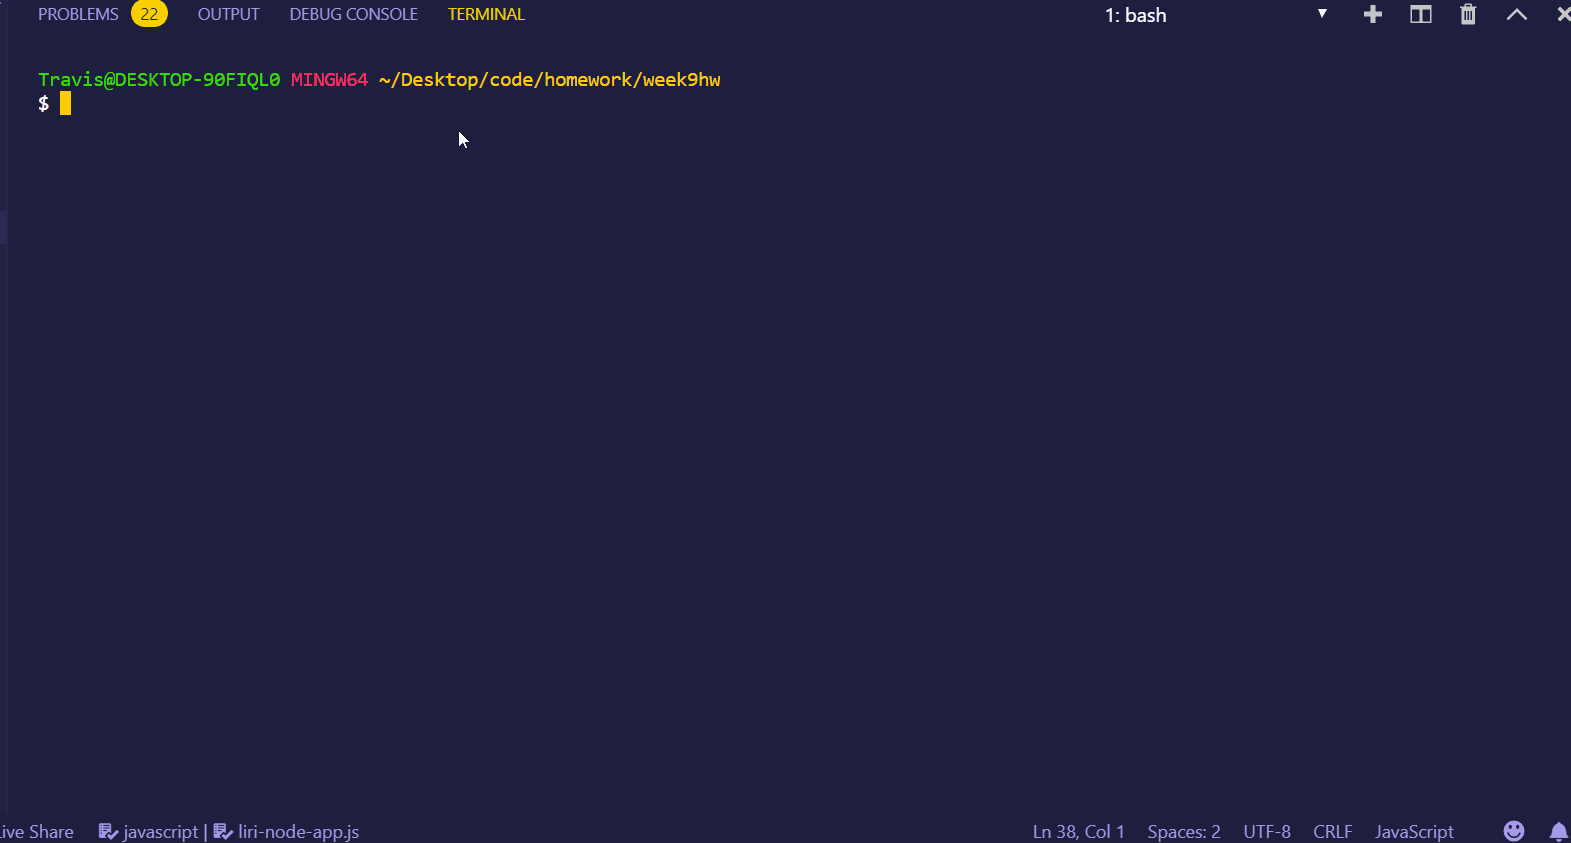 PROBLEMS 22 OUTPUT DEBUG CONSOLE TERMINAL 1: bash
Travis@DESKTOP-90FIQL0 MINGW64 ~/Desktop/code/homework/week9hw
$
Live Share javascript | liri-node-app.js Ln 38, Col 1 Spaces: 2 UTF-8 CRLF JavaScript